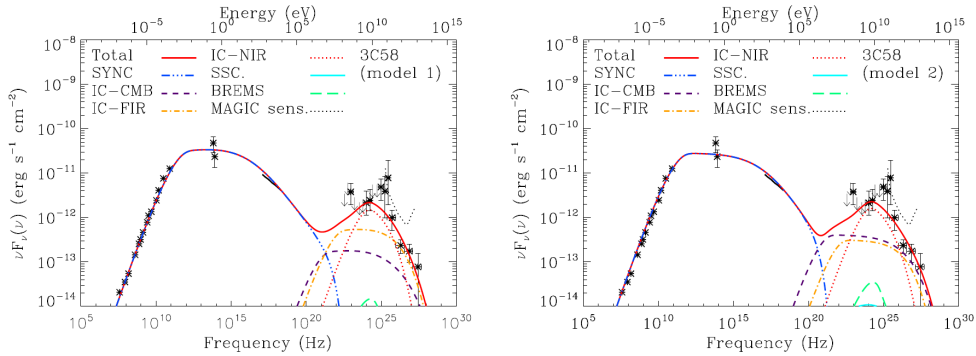 Energy (eV)
10^-5 10^0 10^5 10^10 10^15
10^-8
10^-9
10^-10
10^-11
10^-12
10^-13
10^-14
νF_ν(ν) (erg s^-1 cm^-2)
Total IC-NIR 3C58
SYNC SSC. (model 1)
IC-CMB BREMS
IC-FIR MAGIC sens.
10^5 10^10 10^15 10^20 10^25 10^30
Frequency (Hz)
Energy (eV)
10^-5 10^0 10^5 10^10 10^15
10^-8
10^-9
10^-10
10^-11
10^-12
10^-13
10^-14
νF_ν(ν) (erg s^-1 cm^-2)
Total IC-NIR 3C58
SYNC SSC. (model 2)
IC-CMB BREMS
IC-FIR MAGIC sens.
10^5 10^10 10^15 10^20 10^25 10^30
Frequency (Hz)